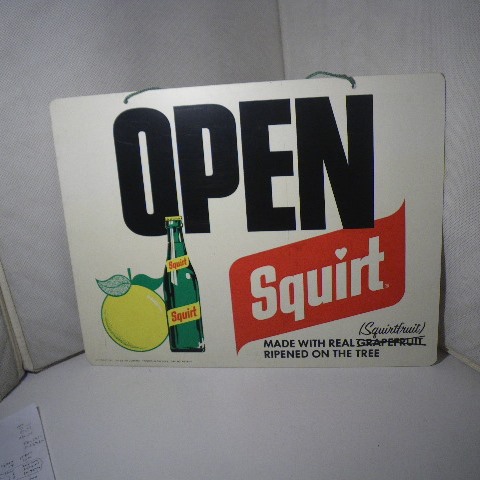 OPEN
Squirt
Squirt
Squirt
(Squirtfruit)
MADE WITH REAL GRAPEFRUIT
RIPENED ON THE TREE